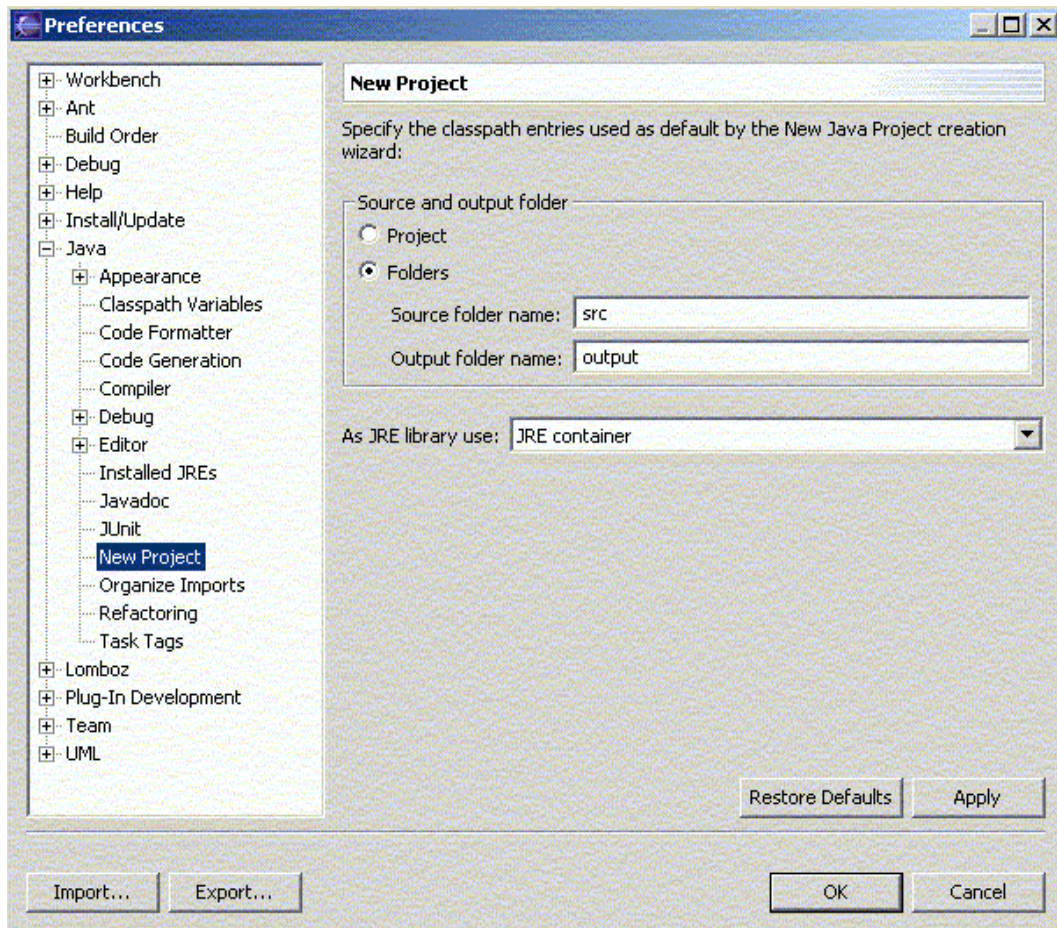 Preferences
Workbench
Ant
Build Order
Debug
Help
Install/Update
Java
Appearance
Classpath Variables
Code Formatter
Code Generation
Compiler
Debug
Editor
Installed JREs
Javadoc
JUnit
New Project
Organize Imports
Refactoring
Task Tags
Lomboz
Plug-In Development
Team
UML
New Project
Specify the classpath entries used as default by the New Java Project creation
wizard:
Source and output folder
Project
Folders
Source folder name: src
Output folder name: output
As JRE library use: JRE container
Restore Defaults Apply
Import... Export... OK Cancel